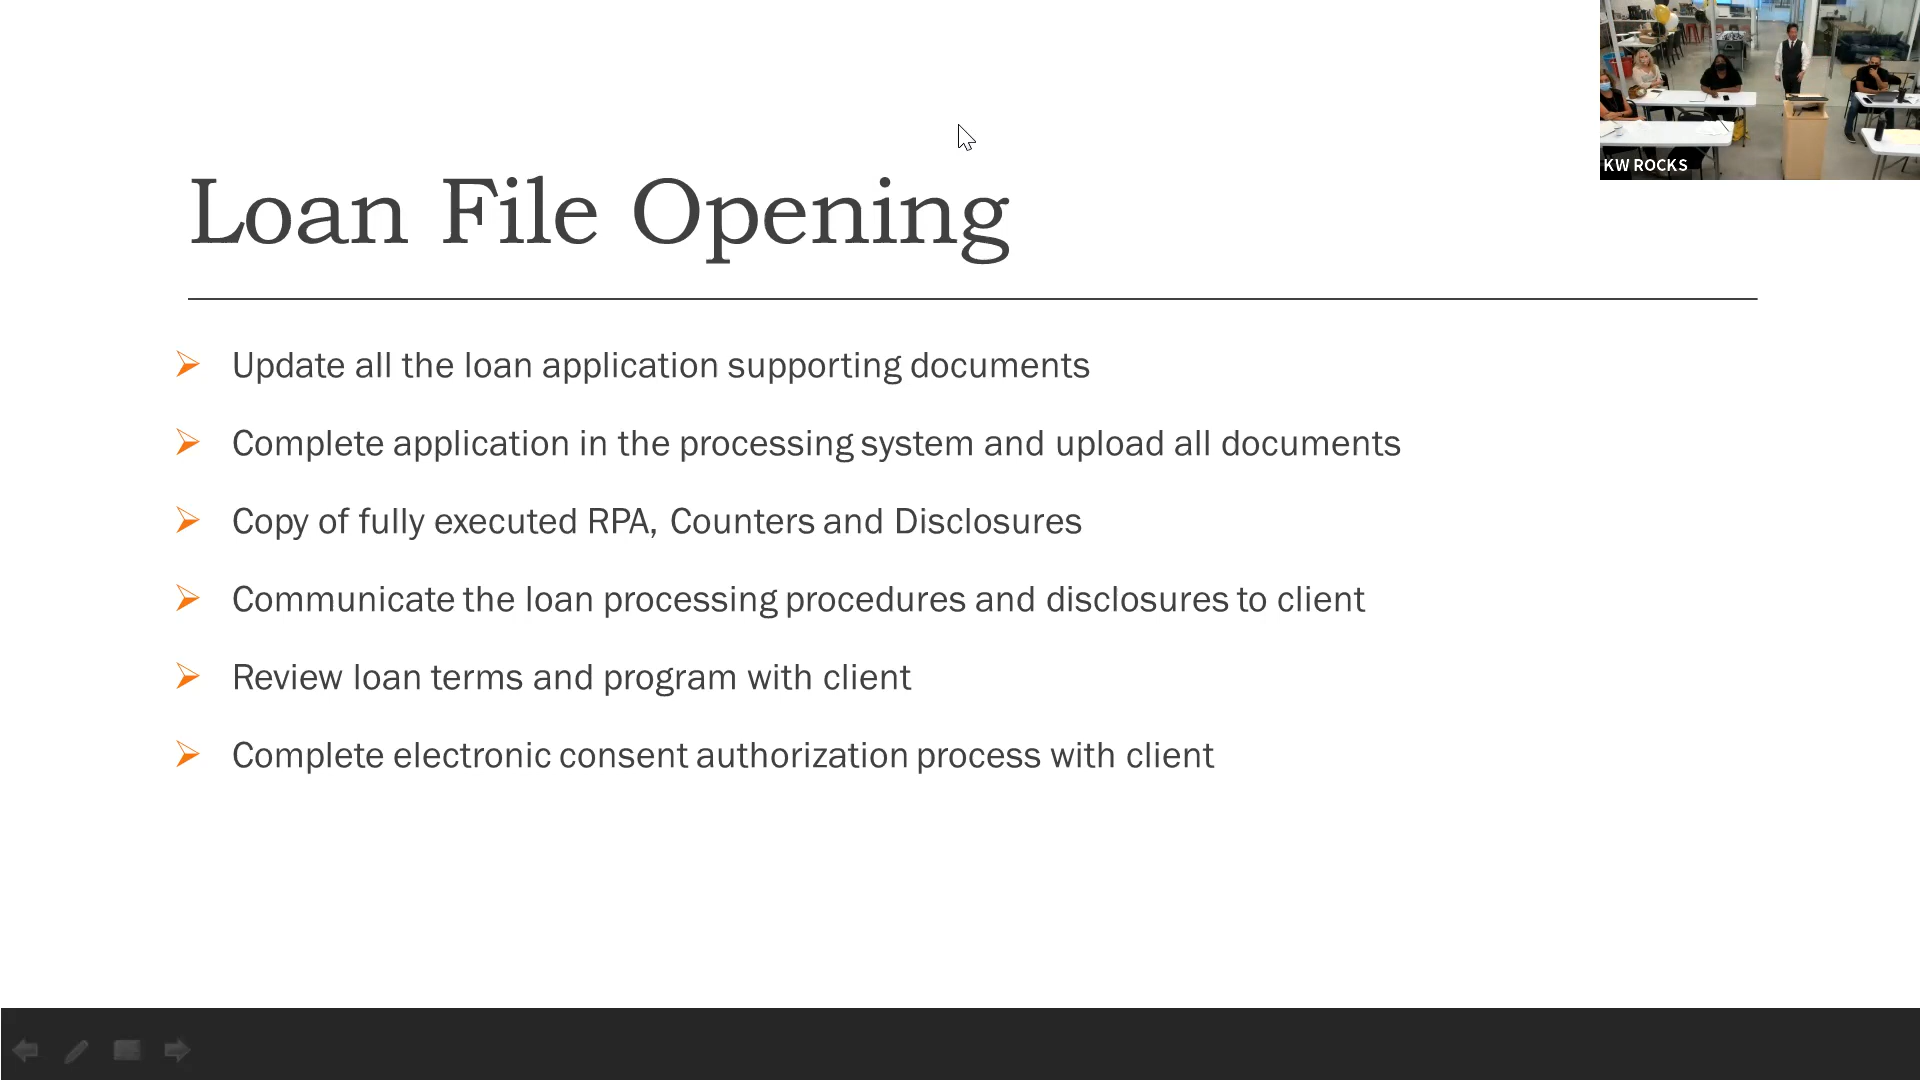 KW ROCKS
Loan File Opening
Update all the loan application supporting documents
Complete application in the processing system and upload all documents
Copy of fully executed RPA, Counters and Disclosures
Communicate the loan processing procedures and disclosures to client
Review loan terms and program with client
Complete electronic consent authorization process with client